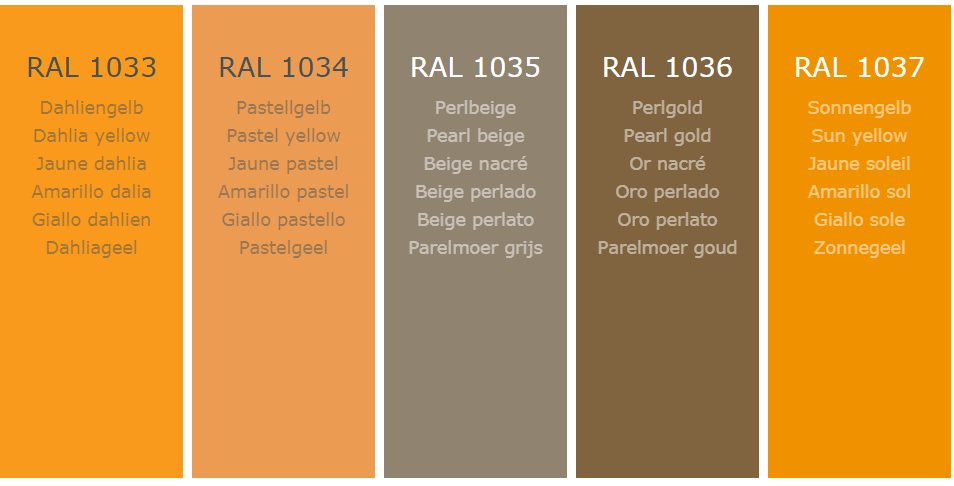 RAL 1033
Dahliengelb
Dahlia yellow
Jaune dahlia
Amarillo dalia
Giallo dahlien
Dahliageel
RAL 1034
Pastellgelb
Pastel yellow
Jaune pastel
Amarillo pastel
Giallo pastello
Pastelgeel
RAL 1035
Perlbeige
Pearl beige
Beige nacré
Beige perlado
Beige perlato
Parelmoer grijs
RAL 1036
Perlgold
Pearl gold
Or nacré
Oro perlado
Oro perlato
Parelmoer goud
RAL 1037
Sonnengelb
Sun yellow
Jaune soleil
Amarillo sol
Giallo sole
Zonnegeel